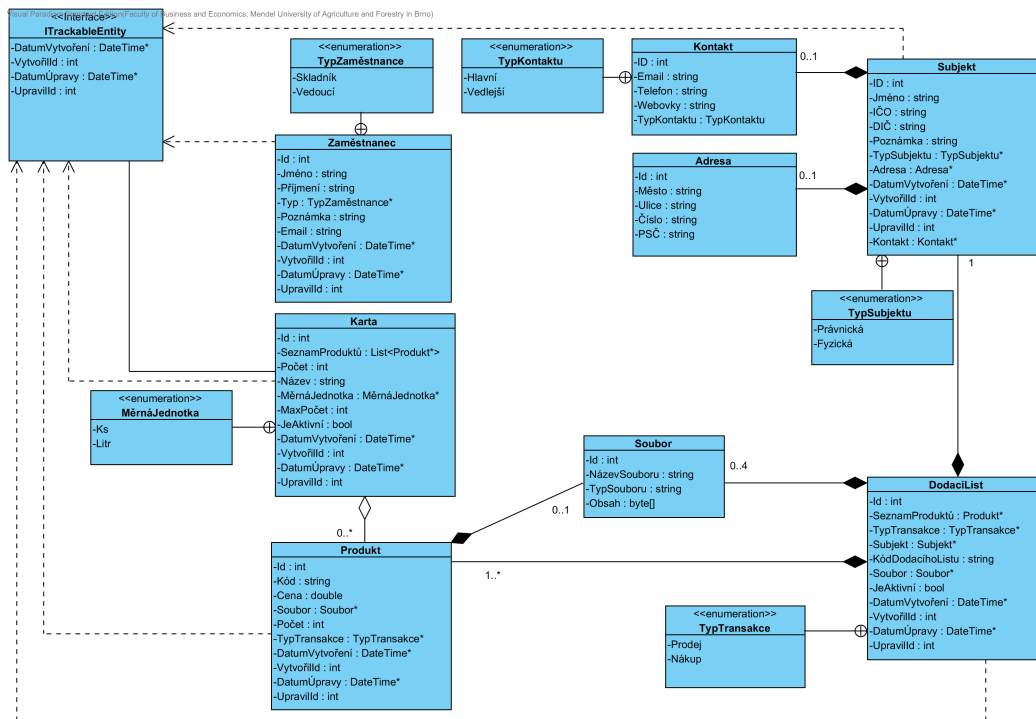 Visual Paradigm Standard Edition(Faculty of Business and Economics, Mendel University of Agriculture and Forestry in Brno)
<<Interface>>
ITrackableEntity
-DatumVytvoření : DateTime*
-VytvořilId : int
-DatumÚpravy : DateTime*
-UpravilId : int
<<enumeration>>
TypZaměstnance
-Skladník
-Vedoucí
<<enumeration>>
TypKontaktu
-Hlavní
-Vedlejší
Kontakt
-ID : int
-Email : string
-Telefon : string
-Webovky : string
-TypKontaktu : TypKontaktu
0..1
Subjekt
-ID : int
-Jméno : string
-IČO : string
-DIČ : string
-Poznámka : string
-TypSubjektu : TypSubjektu*
-Adresa : Adresa*
-DatumVytvoření : DateTime*
-VytvořilId : int
-DatumÚpravy : DateTime*
-UpravilId : int
-Kontakt : Kontakt*
1
Zaměstnanec
-Id : int
-Jméno : string
-Příjmení : string
-Typ : TypZaměstnance*
-Poznámka : string
-Email : string
-DatumVytvoření : DateTime*
-VytvořilId : int
-DatumÚpravy : DateTime*
-UpravilId : int
Adresa
-Id : int
-Město : string
-Ulice : string
-Číslo : string
-PSČ : string
0..1
<<enumeration>>
TypSubjektu
-Právnická
-Fyzická
Karta
-Id : int
-SeznamProduktů : List<Produkt*>
-Počet : int
-Název : string
-MěrnáJednotka : MěrnáJednotka*
-MaxPočet : int
-JeAktivní : bool
-DatumVytvoření : DateTime*
-VytvořilId : int
-DatumÚpravy : DateTime*
-UpravilId : int
<<enumeration>>
MěrnáJednotka
-Ks
-Litr
Soubor
-Id : int
-NázevSouboru : string
-TypSouboru : string
-Obsah : byte[]
0..4
0..1
DodaciList
-Id : int
-SeznamProduktů : Produkt*
-TypTransakce : TypTransakce*
-Subjekt : Subjekt*
-KódDodacíhoListu : string
-Soubor : Soubor*
-JeAktivní : bool
-DatumVytvoření : DateTime*
-VytvořilId : int
-DatumÚpravy : DateTime*
-UpravilId : int
0..*
Produkt
-Id : int
-Kód : string
-Cena : double
-Soubor : Soubor*
-Počet : int
-TypTransakce : TypTransakce*
-DatumVytvoření : DateTime*
-VytvořilId : int
-DatumÚpravy : DateTime*
-UpravilId : int
1..*
<<enumeration>>
TypTransakce
-Prodej
-Nákup